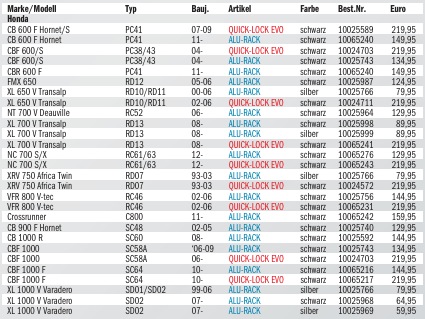 Marke/Modell Typ Bauj. Artikel Farbe Best.Nr. Euro
Honda
CB 600 F Hornet/S PC41 07-09 QUICK-LOCK EVO schwarz 10025589 219,95
CB 600 F Hornet PC41 11- ALU-RACK schwarz 10065240 149,95
CBF 600/S PC38/43 04- QUICK-LOCK EVO schwarz 10024703 219,95
CBF 600/S PC38/43 04- ALU-RACK schwarz 10025743 134,95
CBR 600 F PC41 11- ALU-RACK schwarz 10065240 149,95
FMX 650 RD12 05-06 ALU-RACK schwarz 10025987 124,95
XL 650 V Transalp RD10/RD11 00-06 ALU-RACK silber 10025766 79,95
XL 650 V Transalp RD10/RD11 02-06 QUICK-LOCK EVO schwarz 10024711 219,95
NT 700 V Deauville RC52 06- ALU-RACK schwarz 10025964 129,95
XL 700 V Transalp RD13 08- ALU-RACK schwarz 10025998 89,95
XL 700 V Transalp RD13 08- ALU-RACK silber 10025999 89,95
XL 700 V Transalp RD13 08- QUICK-LOCK EVO schwarz 10065241 219,95
NC 700 S/X RC61/63 12- ALU-RACK schwarz 10065276 129,95
NC 700 S/X RC61/63 12- QUICK-LOCK EVO schwarz 10065243 219,95
XRV 750 Africa Twin RD07 93-03 ALU-RACK silber 10025766 79,95
XRV 750 Africa Twin RD07 93-03 QUICK-LOCK EVO schwarz 10024572 219,95
VFR 800 V-tec RC46 02-06 ALU-RACK schwarz 10025756 144,95
VFR 800 V-tec RC46 02-06 QUICK-LOCK EVO schwarz 10065231 219,95
Crossrunner C800 11- ALU-RACK schwarz 10065242 159,95
CB 900 F Hornet SC48 02-05 ALU-RACK schwarz 10025740 129,95
CB 1000 R SC60 08- ALU-RACK schwarz 10025592 144,95
CBF 1000 SC58A '06-09 ALU-RACK schwarz 10025743 134,95
CBF 1000 SC58A 06- QUICK-LOCK EVO schwarz 10024703 219,95
CBF 1000 F SC64 10- ALU-RACK schwarz 10065216 144,95
CBF 1000 F SC64 10- QUICK-LOCK EVO schwarz 10065217 219,95
XL 1000 V Varadero SD01/SD02 99-06 ALU-RACK silber 10025766 79,95
XL 1000 V Varadero SD02 07- ALU-RACK schwarz 10025968 64,95
XL 1000 V Varadero SD02 07- ALU-RACK silber 10025969 59,95